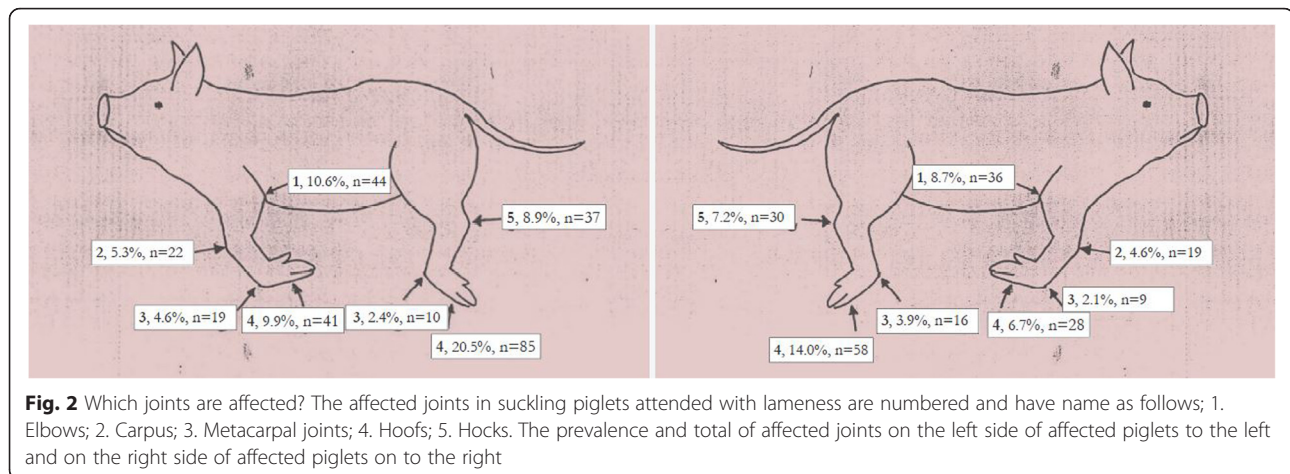 1, 10.6%, n=44
5, 8.9%, n=37
2, 5.3%, n=22
3, 4.6%, n=19
4, 9.9%, n=41
3, 2.4%, n=10
4, 20.5%, n=85
1, 8.7%, n=36
5, 7.2%, n=30
2, 4.6%, n=19
3, 2.1%, n=9
3, 3.9%, n=16
4, 6.7%, n=28
4, 14.0%, n=58
Fig. 2 Which joints are affected? The affected joints in suckling piglets attended with lameness are numbered and have name as follows; 1.
Elbows; 2. Carpus; 3. Metacarpal joints; 4. Hoofs; 5. Hocks. The prevalence and total of affected joints on the left side of affected piglets to the left
and on the right side of affected piglets on to the right